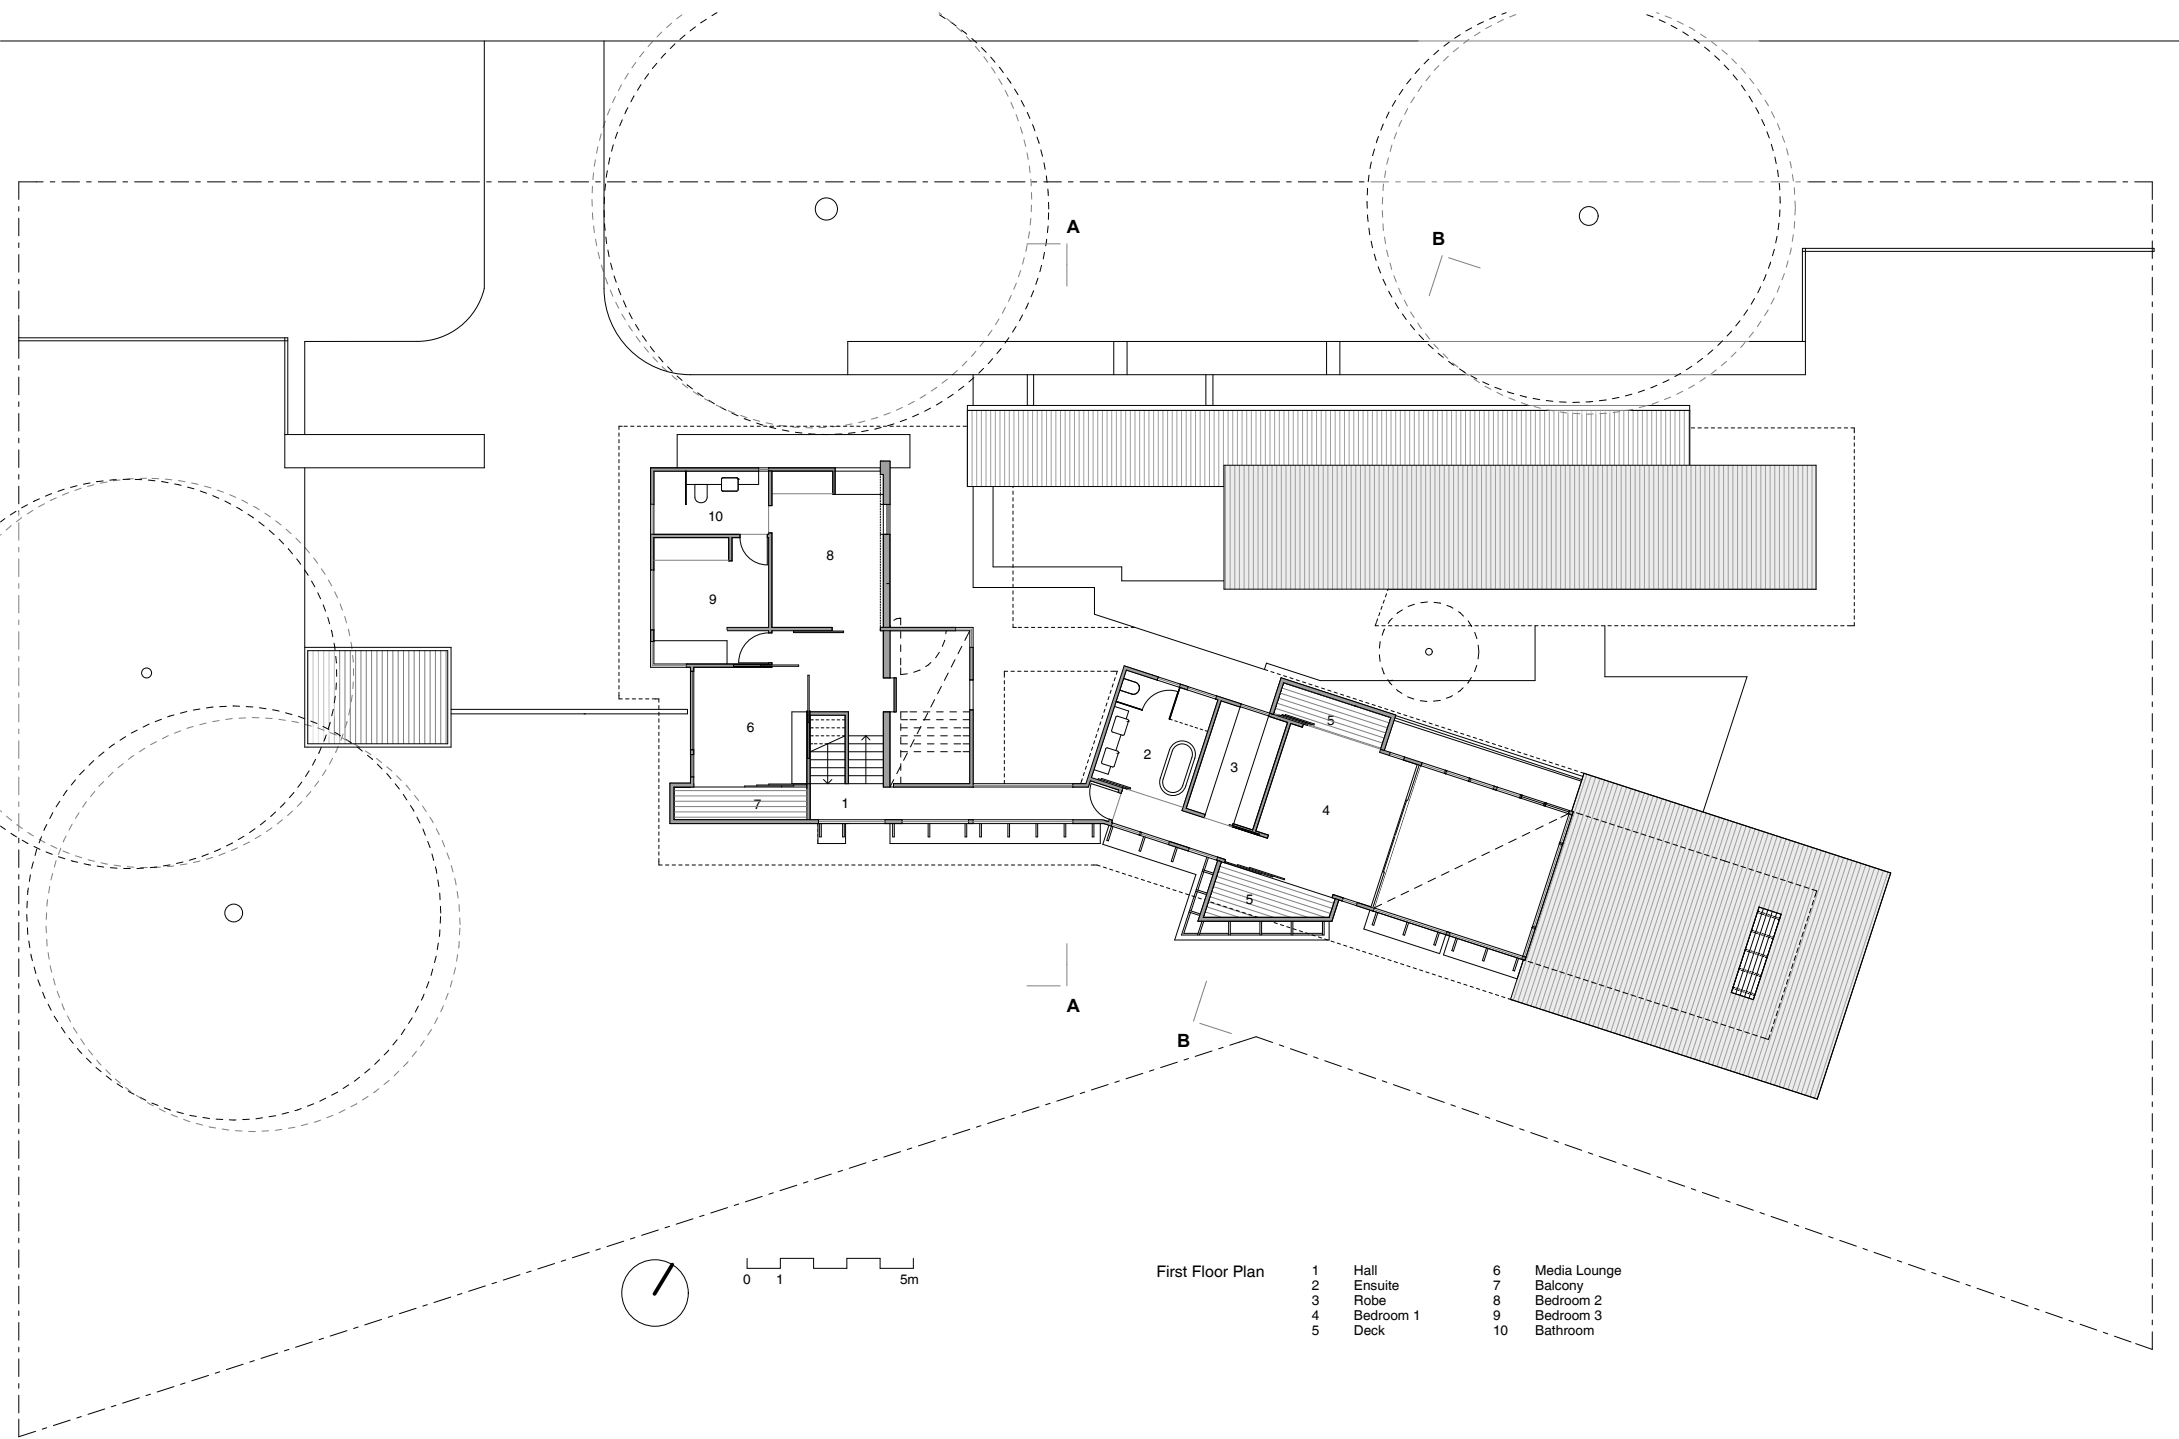 A
B
10
8
9
6
7
1
2
3
5
4
5
A
B
0 1 5m
First Floor Plan
1 Hall
2 Ensuite
3 Robe
4 Bedroom 1
5 Deck
6 Media Lounge
7 Balcony
8 Bedroom 2
9 Bedroom 3
10 Bathroom